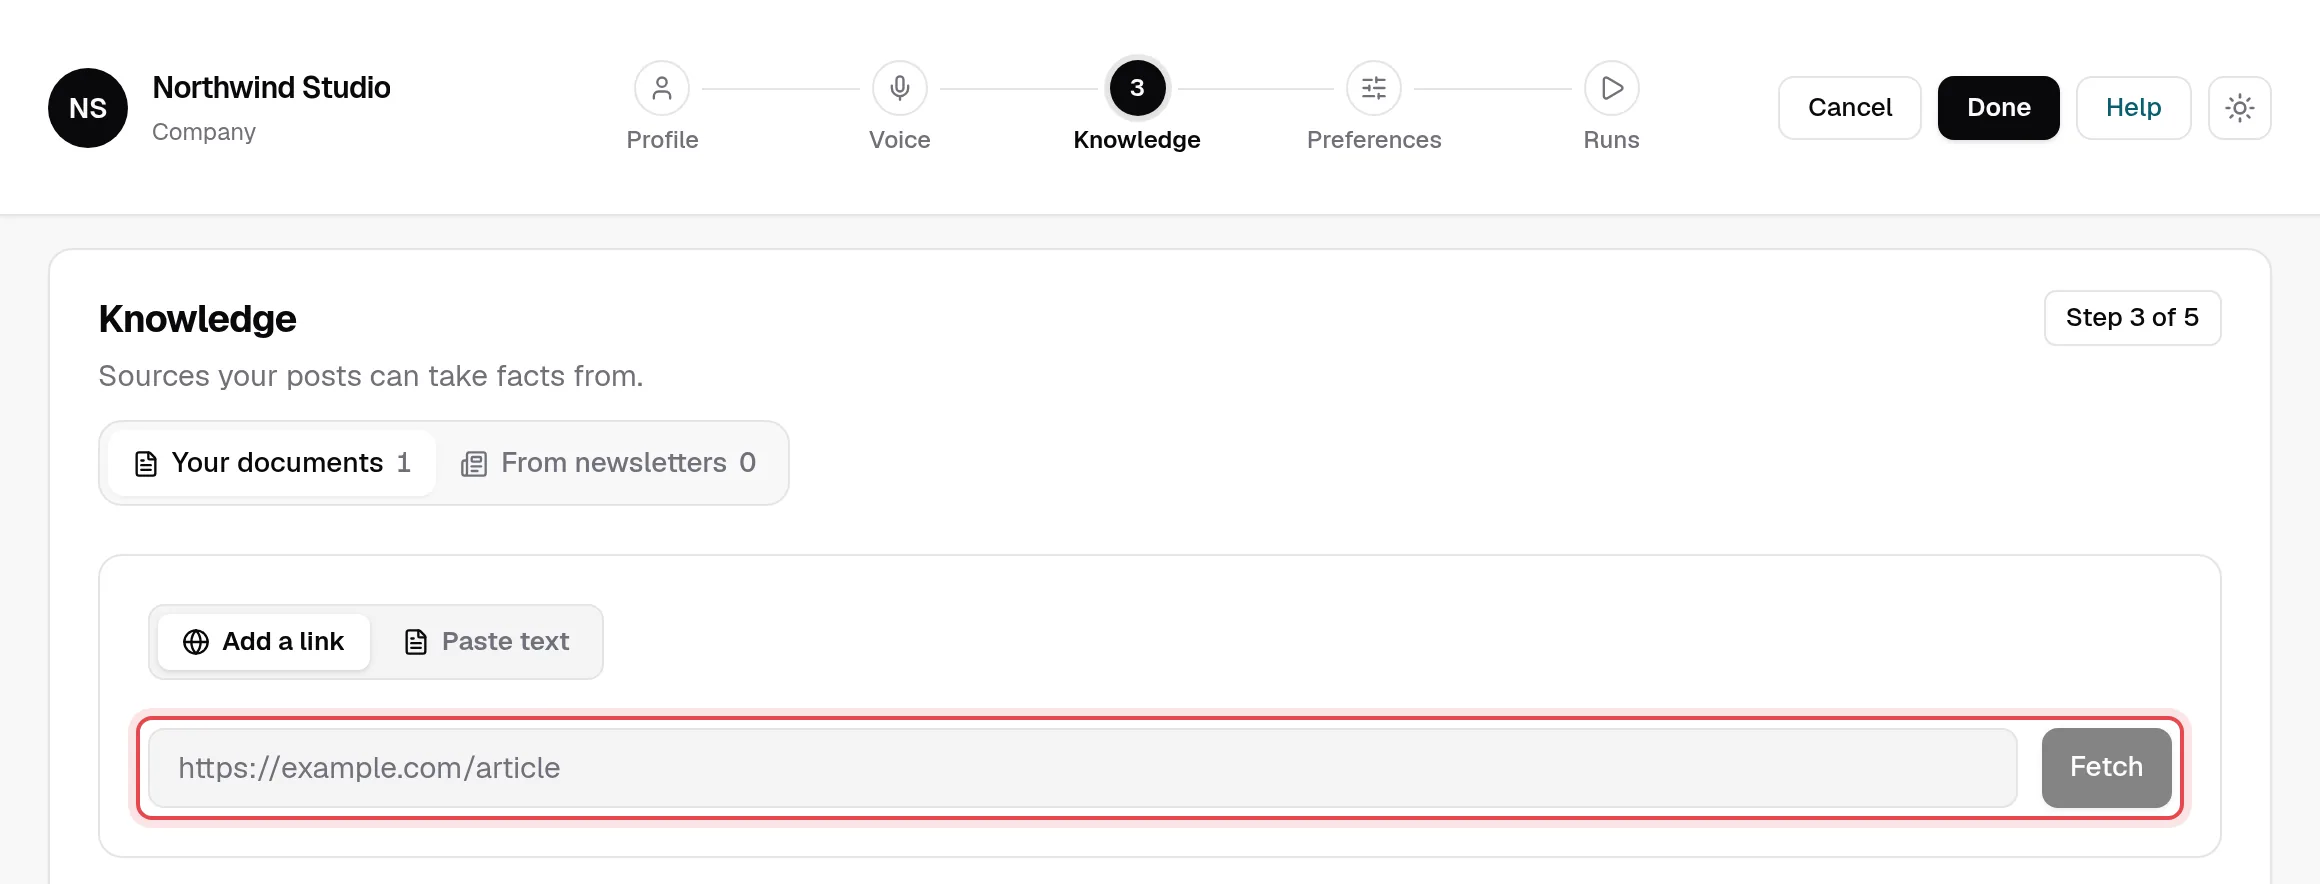 NS
Northwind Studio
Company
Profile
Voice
3
Knowledge
Preferences
Runs
Cancel
Done
Help
Knowledge
Step 3 of 5
Sources your posts can take facts from.
Your documents 1
From newsletters 0
Add a link
Paste text
https://example.com/article
Fetch